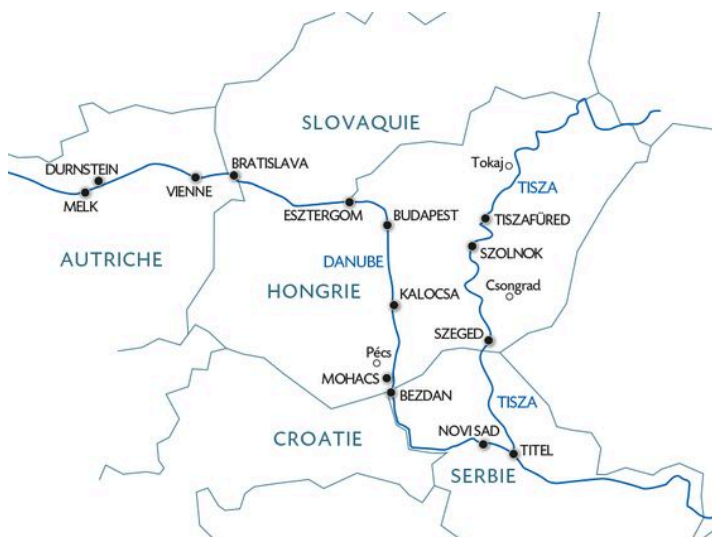 SLOVAQUIE
DURNSTEIN
BRATISLAVA
Tokaj
VIENNE
TISZA
MELK
ESZTERGOM
BUDAPEST
TISZAFÜRED
AUTRICHE
DANUBE
SZOLNOK
HONGRIE
KALOCSA
Csongrad
SZEGED
Pécs
MOHACS
BEZDAN
TISZA
CROATIE
NOVI SAD
TITEL
SERBIE